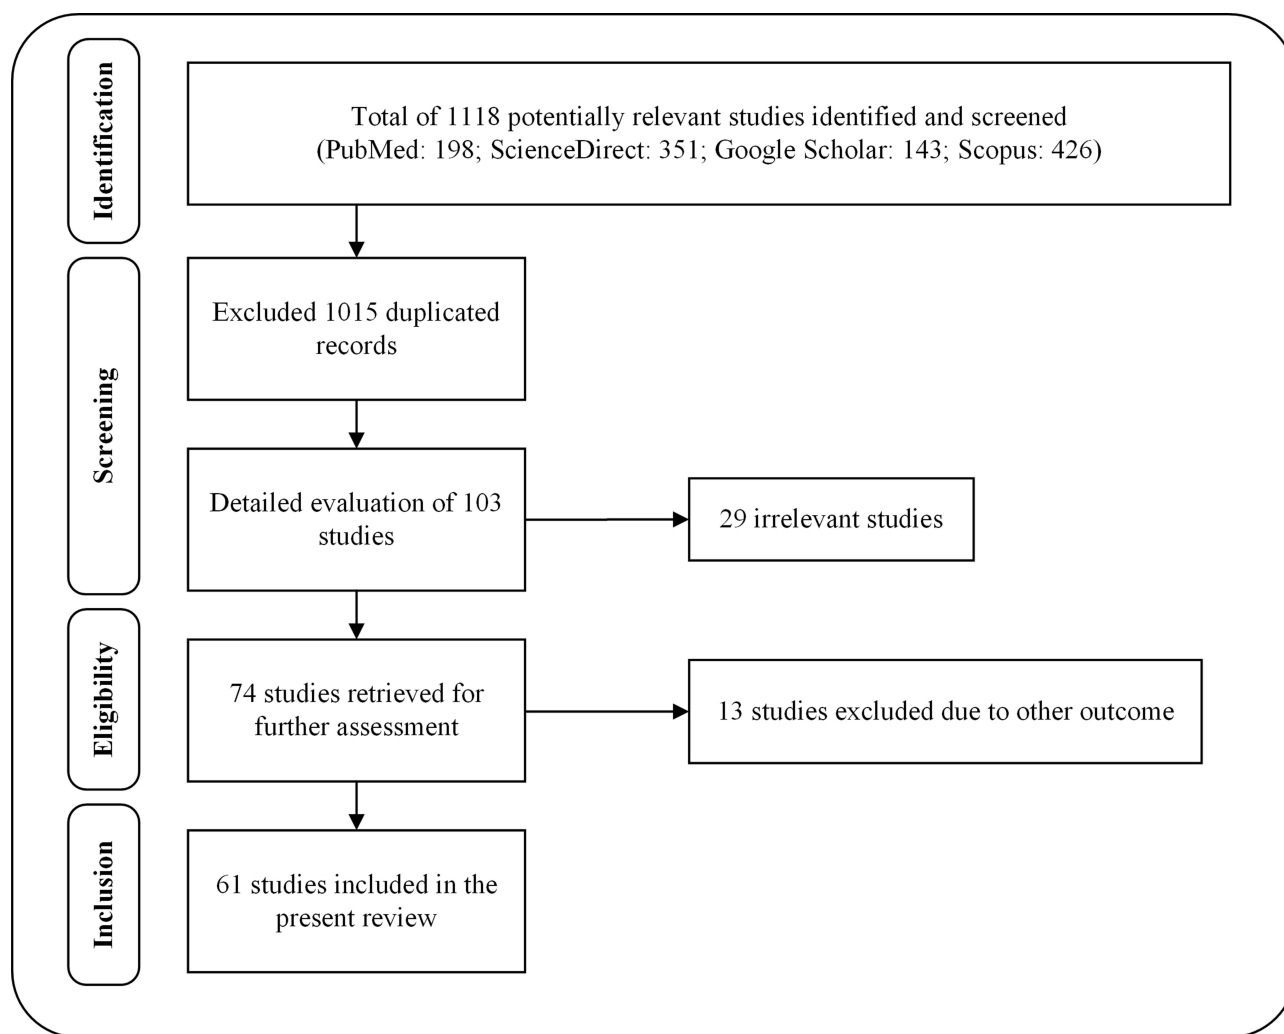 Identification
Total of 1118 potentially relevant studies identified and screened
(PubMed: 198; ScienceDirect: 351; Google Scholar: 143; Scopus: 426)
Screening
Excluded 1015 duplicated
records
Detailed evaluation of 103
studies
29 irrelevant studies
Eligibility
74 studies retrieved for
further assessment
13 studies excluded due to other outcome
Inclusion
61 studies included in the
present review